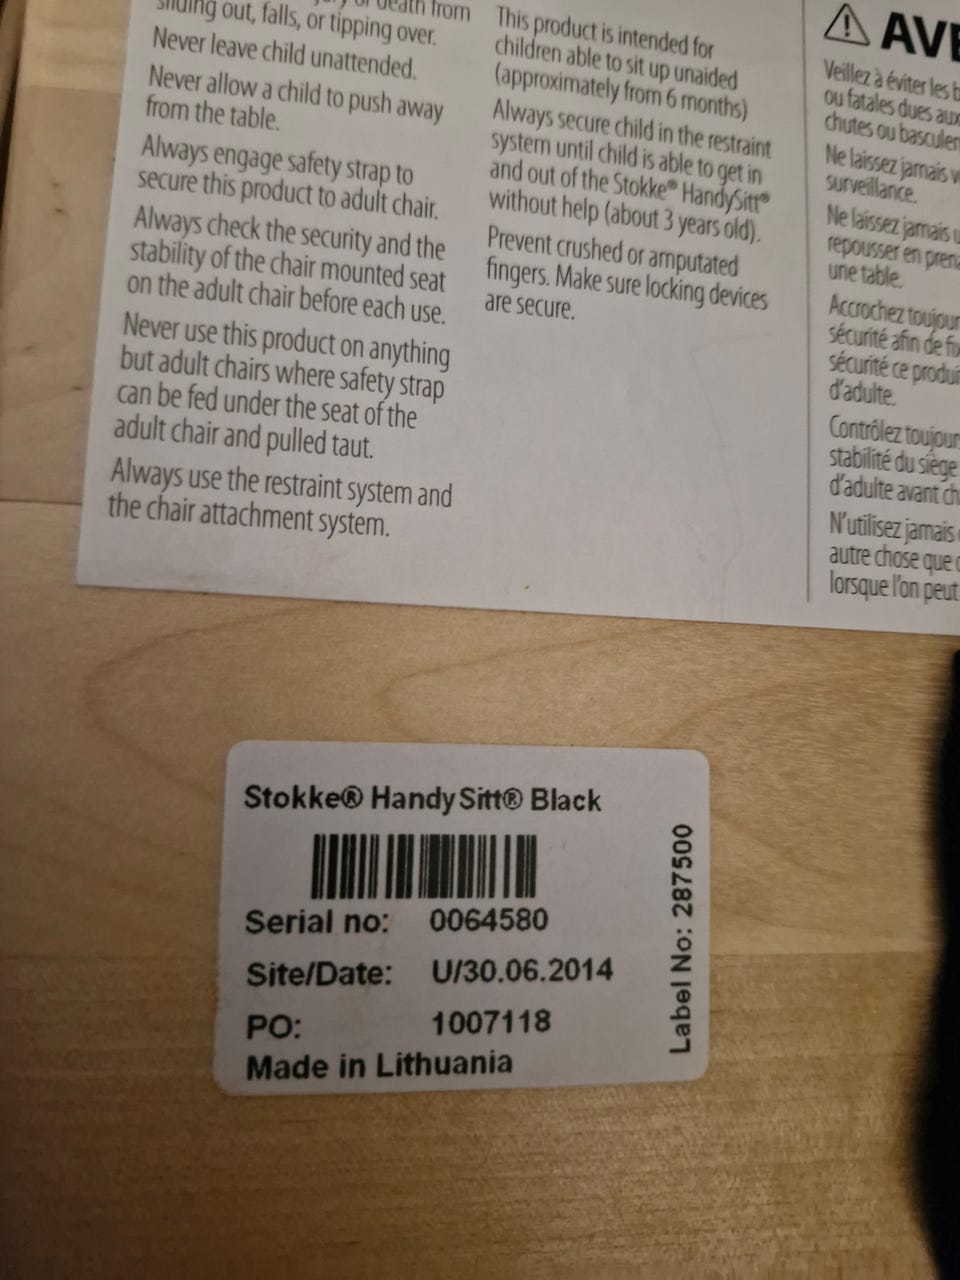 death from
sliding out, falls, or tipping over.
Never leave child unattended.
Never allow a child to push away
from the table.
Always engage safety strap to
secure this product to adult chair.
Always check the security and the
stability of the chair mounted seat
on the adult chair before each use.
Never use this product on anything
but adult chairs where safety strap
can be fed under the seat of the
adult chair and pulled taut.
Always use the restraint system and
the chair attachment system.
This product is intended for
children able to sit up unaided
(approximately from 6 months)
Always secure child in the restraint
system until child is able to get in
and out of the Stokke® HandySitt®
without help (about 3 years old).
Prevent crushed or amputated
fingers. Make sure locking devices
are secure.
⚠ AVE
Veillez à éviter les b
ou fatales dues aux
chutes ou basculem
Ne laissez jamais v
surveillance.
Ne laissez jamais u
repousser en prena
une table.
Accrochez toujour
sécurité afin de fix
sécurité ce produi
d'adulte.
Contrôlez toujour
stabilité du siège
d'adulte avant ch
N'utilisez jamais
autre chose que
lorsque l'on peut
Stokke® HandySitt® Black
Serial no: 0064580
Site/Date: U/30.06.2014
PO: 1007118
Made in Lithuania
Label No: 287500